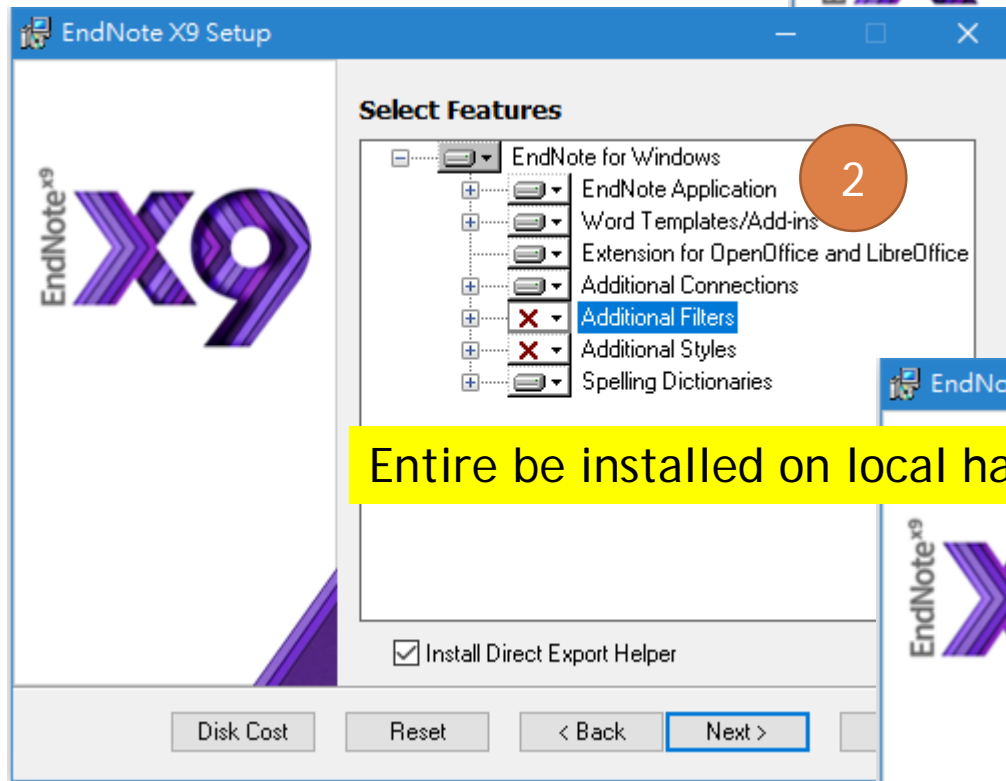 EndNote X9 Setup
EndNote x9
X9
Select Features
EndNote for Windows
2
EndNote Application
Word Templates/Add-ins
Extension for OpenOffice and LibreOffice
Additional Connections
Additional Filters
Additional Styles
Spelling Dictionaries
Entire be installed on local ha
Install Direct Export Helper
Disk Cost
Reset
< Back
Next >
EndNo
EndNote x9